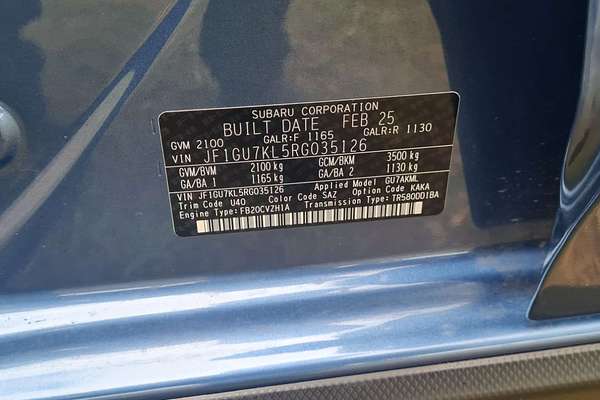 SUBARU CORPORATION
BUILT DATE FEB 25
GVM 2100 GALR:F 1165 GALR:R 1130
VIN JF1GU7KL5RG035126
GVM/BVM 2100 kg GCM/BKM 3500 kg
GA/BA 1 1165 kg GA/BA 2 1130 kg
VIN JF1GU7KL5RG035126 Applied Model GU7AKML
Trim Code U40 Color Code SAZ Option Code KAKA
Engine Type: FB20CVZH1A Transmission Type: TR580DD1BA